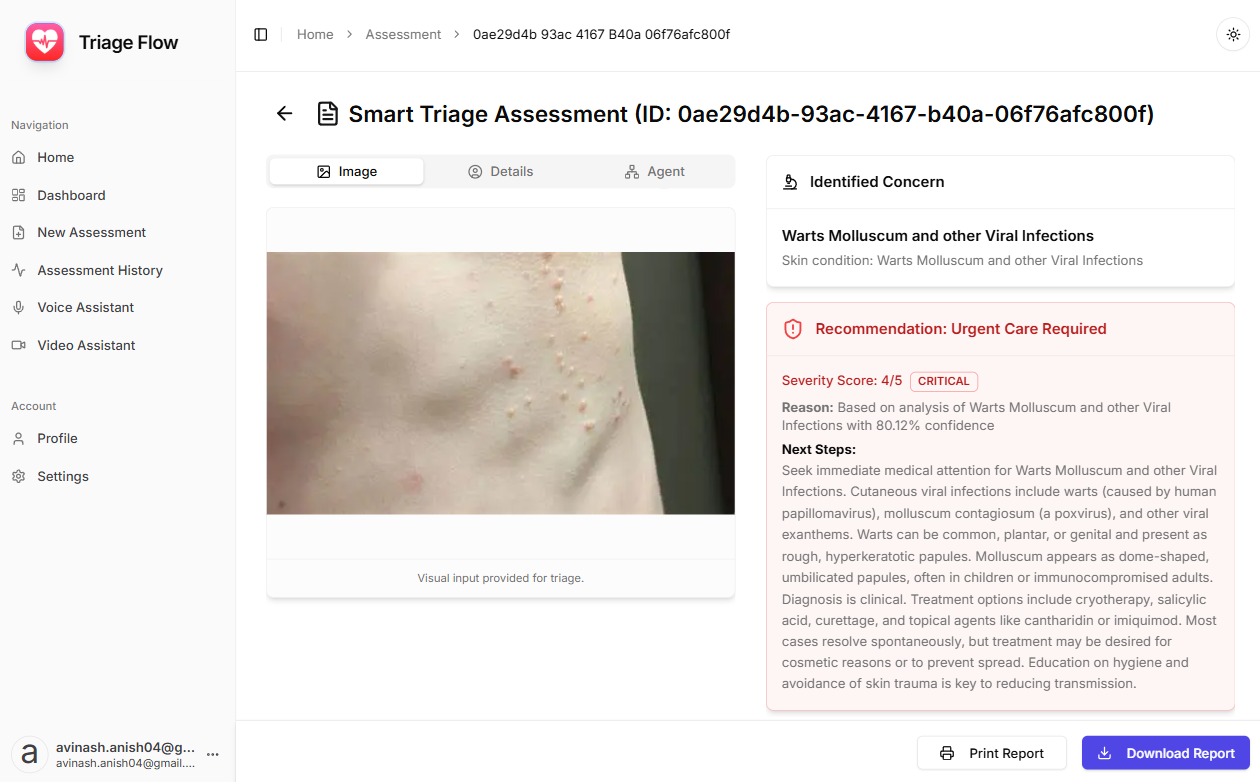 Triage Flow
Home > Assessment > 0ae29d4b 93ac 4167 B40a 06f76afc800f
Navigation
Home
Dashboard
New Assessment
Assessment History
Voice Assistant
Video Assistant
Account
Profile
Settings
a
avinash.anish04@g...
avinash.anish04@gmail....
Smart Triage Assessment (ID: 0ae29d4b-93ac-4167-b40a-06f76afc800f)
Image
Details
Agent
Visual input provided for triage.
Identified Concern
Warts Molluscum and other Viral Infections
Skin condition: Warts Molluscum and other Viral Infections
Recommendation: Urgent Care Required
Severity Score: 4/5 CRITICAL
Reason: Based on analysis of Warts Molluscum and other Viral
Infections with 80.12% confidence
Next Steps:
Seek immediate medical attention for Warts Molluscum and other Viral
Infections. Cutaneous viral infections include warts (caused by human
papillomavirus), molluscum contagiosum (a poxvirus), and other viral
exanthems. Warts can be common, plantar, or genital and present as
rough, hyperkeratotic papules. Molluscum appears as dome-shaped,
umbilicated papules, often in children or immunocompromised adults.
Diagnosis is clinical. Treatment options include cryotherapy, salicylic
acid, curettage, and topical agents like cantharidin or imiquimod. Most
cases resolve spontaneously, but treatment may be desired for
cosmetic reasons or to prevent spread. Education on hygiene and
avoidance of skin trauma is key to reducing transmission.
Print Report
Download Report